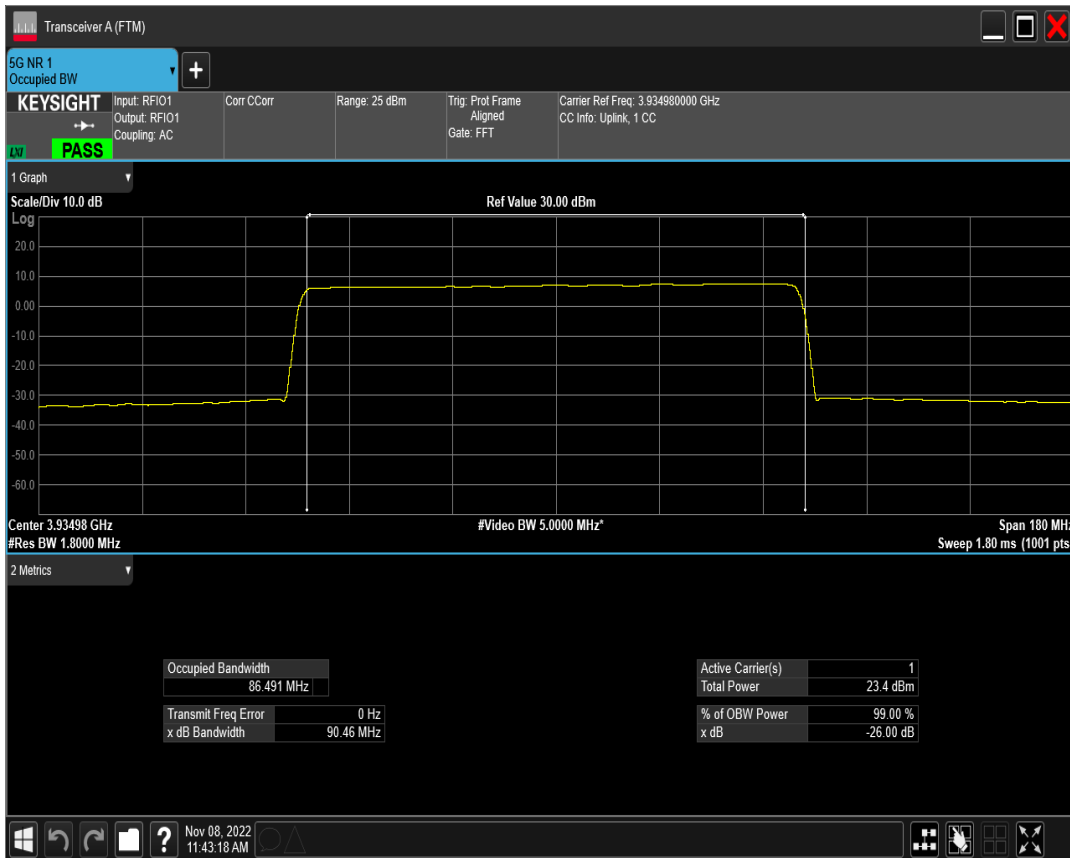 Transceiver A (FTM)
5G NR 1
Occupied BW
+
KEYSIGHT
LXI
PASS
Input: RFIO1
Output: RFIO1
Coupling: AC
Corr CCorr
Range: 25 dBm
Trig: Prot Frame
Aligned
Gate: FFT
Carrier Ref Freq: 3.934980000 GHz
CC Info: Uplink, 1 CC
1 Graph
Scale/Div 10.0 dB
Ref Value 30.00 dBm
Log
20.0
10.0
0.00
-10.0
-20.0
-30.0
-40.0
-50.0
-60.0
Center 3.93498 GHz
#Video BW 5.0000 MHz*
Span 180 MHz
#Res BW 1.8000 MHz
Sweep 1.80 ms (1001 pts
2 Metrics
Occupied Bandwidth
86.491 MHz
Transmit Freq Error 0 Hz
x dB Bandwidth 90.46 MHz
Active Carrier(s) 1
Total Power 23.4 dBm
% of OBW Power 99.00 %
x dB -26.00 dB
?
Nov 08, 2022
11:43:18 AM